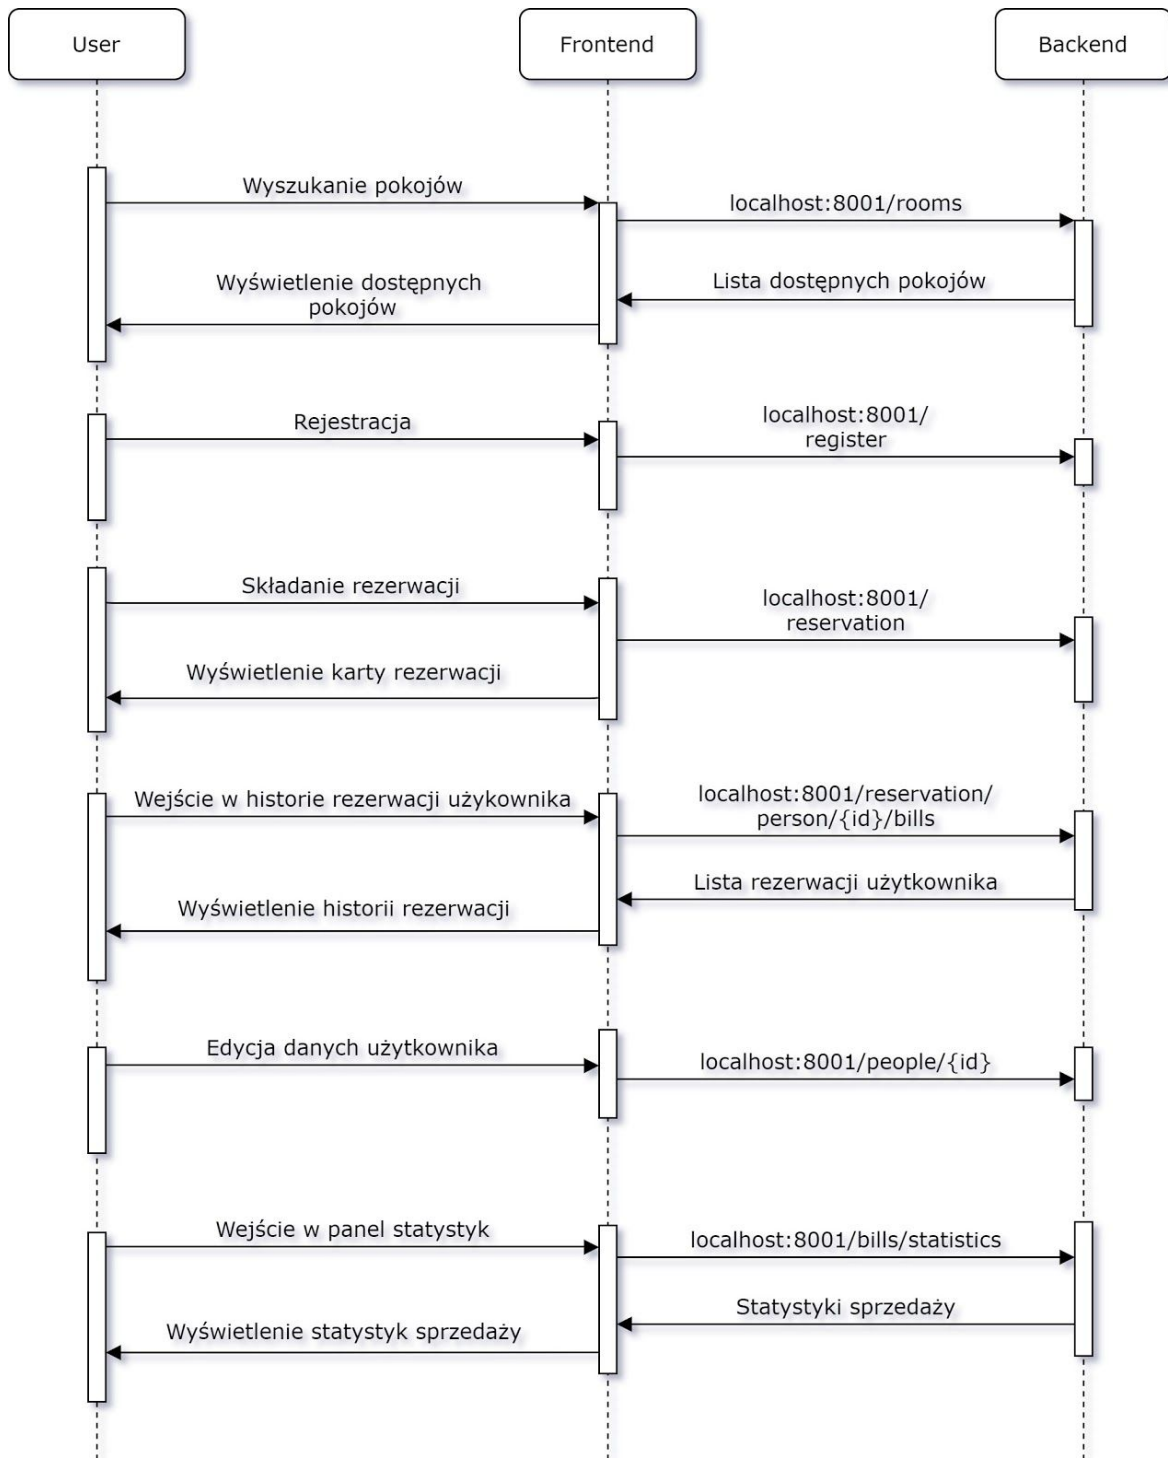 User
Frontend
Backend
Wyszukanie pokojów
localhost:8001/rooms
Lista dostępnych pokojów
Wyświetlenie dostępnych
pokojów
Rejestracja
localhost:8001/
register
Składanie rezerwacji
localhost:8001/
reservation
Wyświetlenie karty rezerwacji
Wejście w historie rezerwacji użykownika
localhost:8001/reservation/
person/{id}/bills
Lista rezerwacji użytkownika
Wyświetlenie historii rezerwacji
Edycja danych użytkownika
localhost:8001/people/{id}
Wejście w panel statystyk
localhost:8001/bills/statistics
Statystyki sprzedaży
Wyświetlenie statystyk sprzedaży